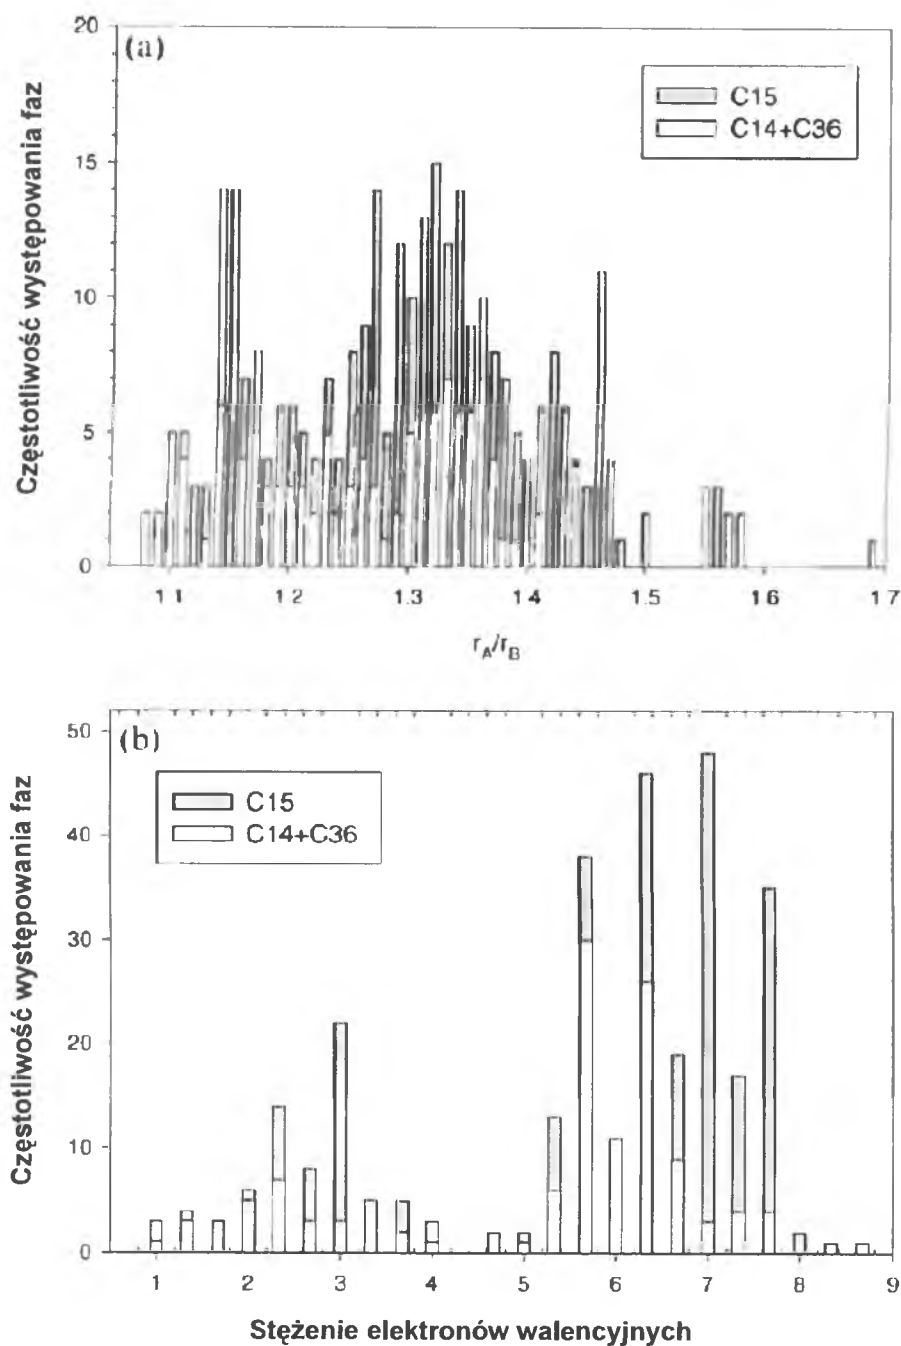 (a)
C15
C14+C36
Częstotliwość występowania faz
20
15
10
5
0
1.1 1.2 1.3 1.4 1.5 1.6 1.7
rA/rB
(b)
C15
C14+C36
Częstotliwość występowania faz
50
40
30
20
10
0
1 2 3 4 5 6 7 8 9
Stężenie elektronów walencyjnych